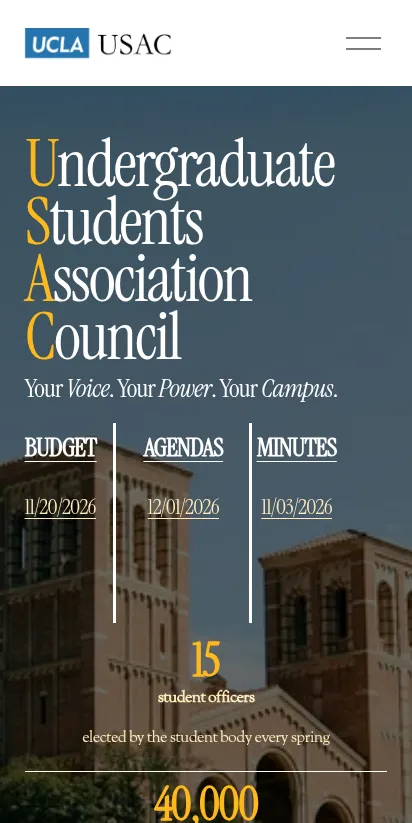 UCLA USAC
Undergraduate
Students
Association
Council
Your Voice. Your Power. Your Campus.
BUDGET
11/20/2026
AGENDAS
12/01/2026
MINUTES
11/03/2026
15
student officers
elected by the student body every spring
40,000